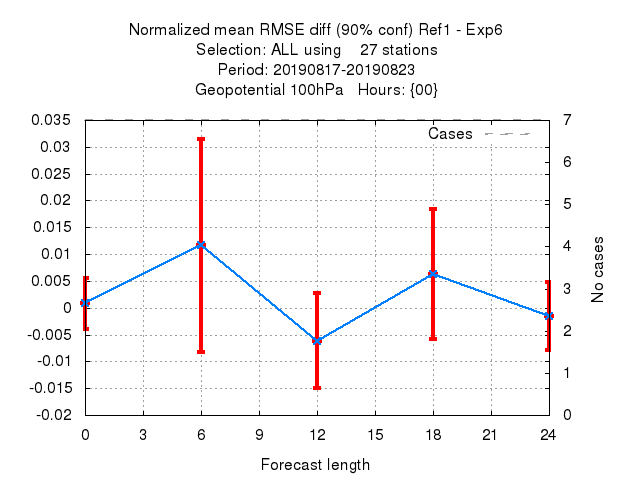 Normalized mean RMSE diff (90% conf) Ref1 - Exp6
Selection: ALL using    27 stations
Period: 20190817-20190823
Geopotential 100hPa   Hours: {00}
Cases
0.035
0.03
0.025
0.02
0.015
0.01
0.005
0
-0.005
-0.01
-0.015
-0.02
7
6
5
4
3
2
1
0
No cases
0 3 6 9 12 15 18 21 24
Forecast length